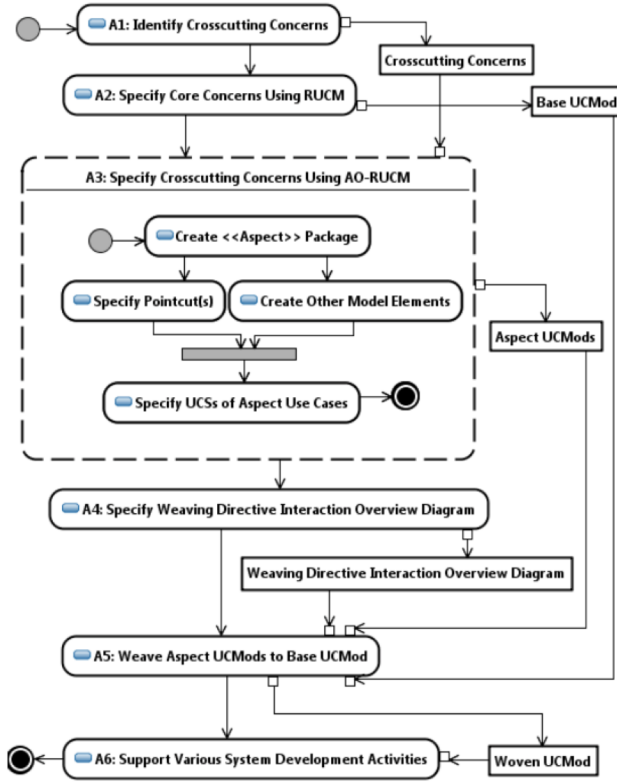 A1: Identify Crosscutting Concerns
Crosscutting Concerns
A2: Specify Core Concerns Using RUCM
Base UCMod
A3: Specify Crosscutting Concerns Using AO-RUCM
Create <<Aspect>> Package
Specify Pointcut(s)
Create Other Model Elements
Aspect UCMods
Specify UCSs of Aspect Use Cases
A4: Specify Weaving Directive Interaction Overview Diagram
Weaving Directive Interaction Overview Diagram
A5: Weave Aspect UCMods to Base UCMod
A6: Support Various System Development Activities
Woven UCMod